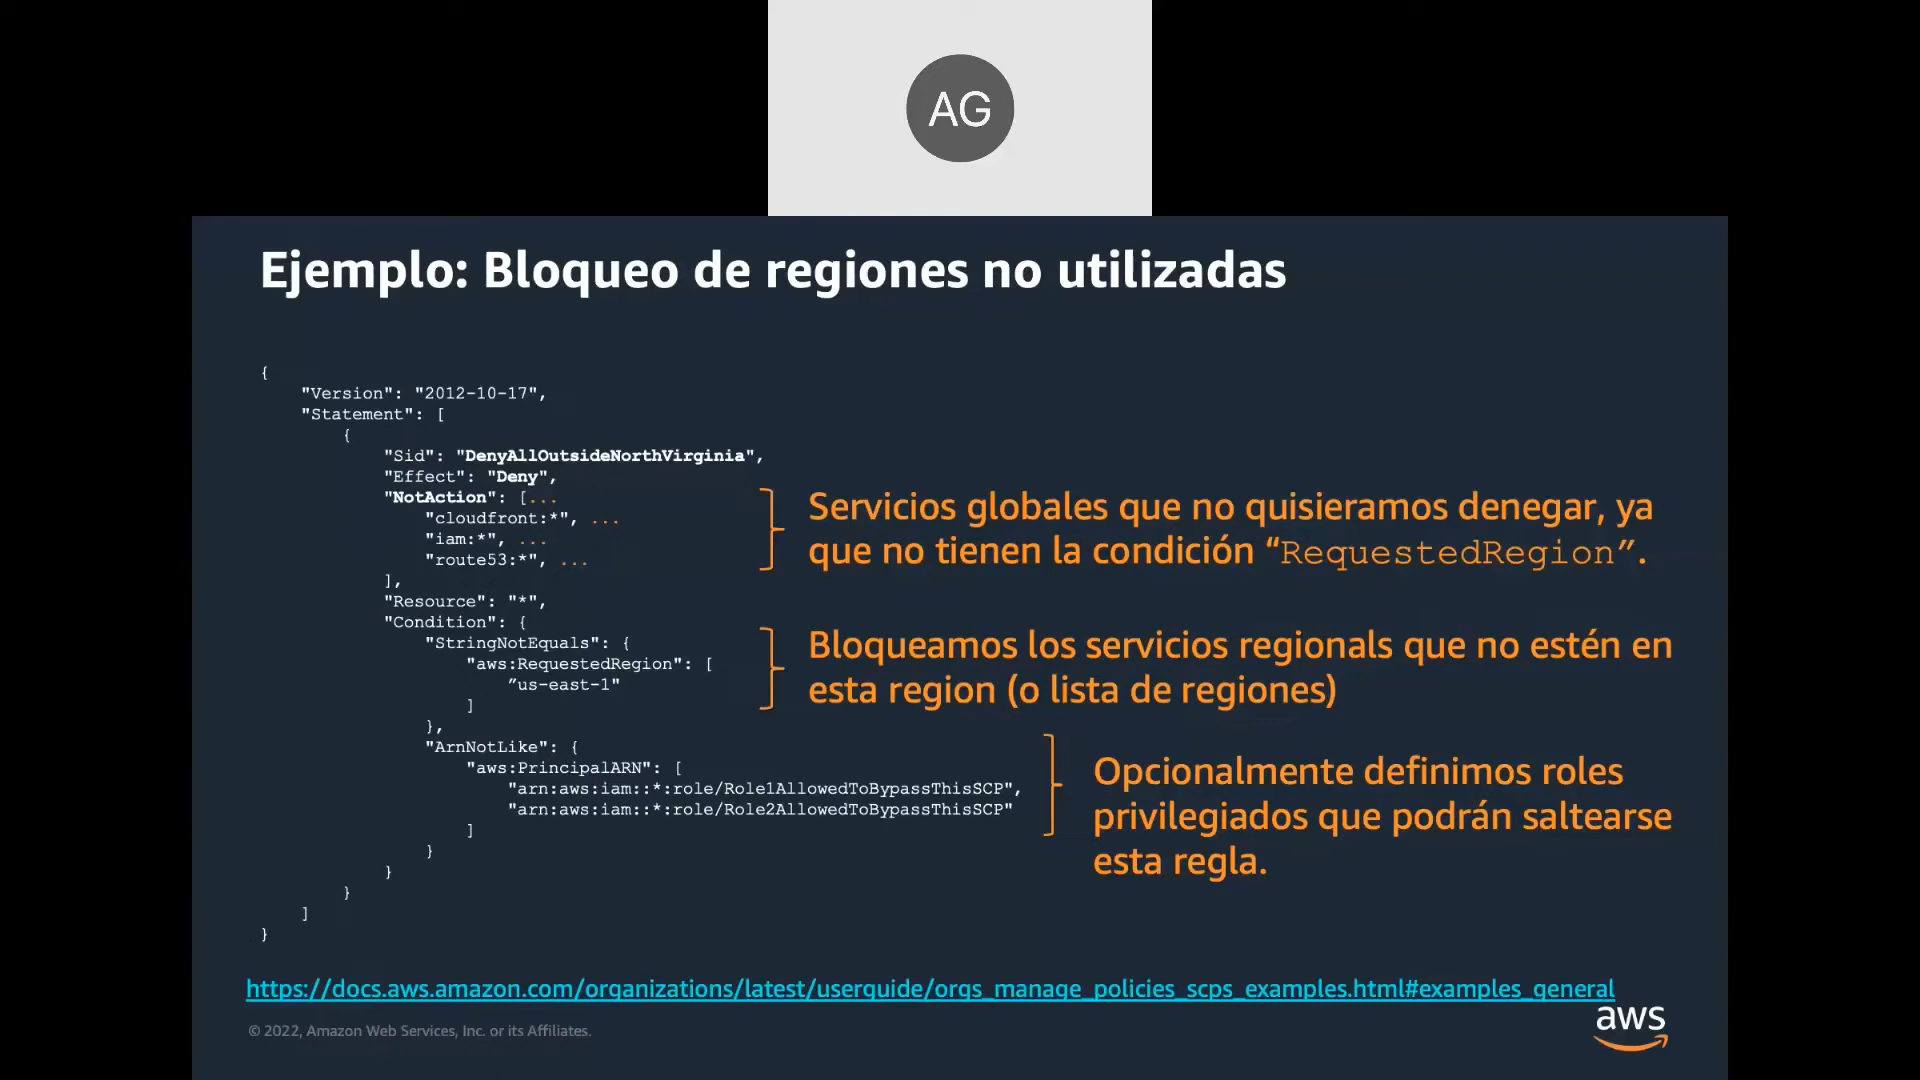 AG
Ejemplo: Bloqueo de regiones no utilizadas
{
"Version": "2012-10-17",
"Statement": [
{
"Sid": "DenyAllOutsideNorthVirginia",
"Effect": "Deny",
"NotAction": [...
"cloudfront:*", ...
"iam:*", ...
"route53:*", ...
],
"Resource": "*",
"Condition": {
"StringNotEquals": {
"aws:RequestedRegion": [
”us-east-1"
]
},
"ArnNotLike": {
"aws:PrincipalARN": [
"arn:aws:iam::*:role/Role1AllowedToBypassThisSCP",
"arn:aws:iam::*:role/Role2AllowedToBypassThisSCP"
]
}
}
}
]
}
Servicios globales que no quisieramos denegar, ya
que no tienen la condición “RequestedRegion”.
Bloqueamos los servicios regionals que no estén en
esta region (o lista de regiones)
Opcionalmente definimos roles
privilegiados que podrán saltearse
esta regla.
https://docs.aws.amazon.com/organizations/latest/userguide/orgs_manage_policies_scps_examples.html#examples_general
© 2022, Amazon Web Services, Inc. or its Affiliates.
aws